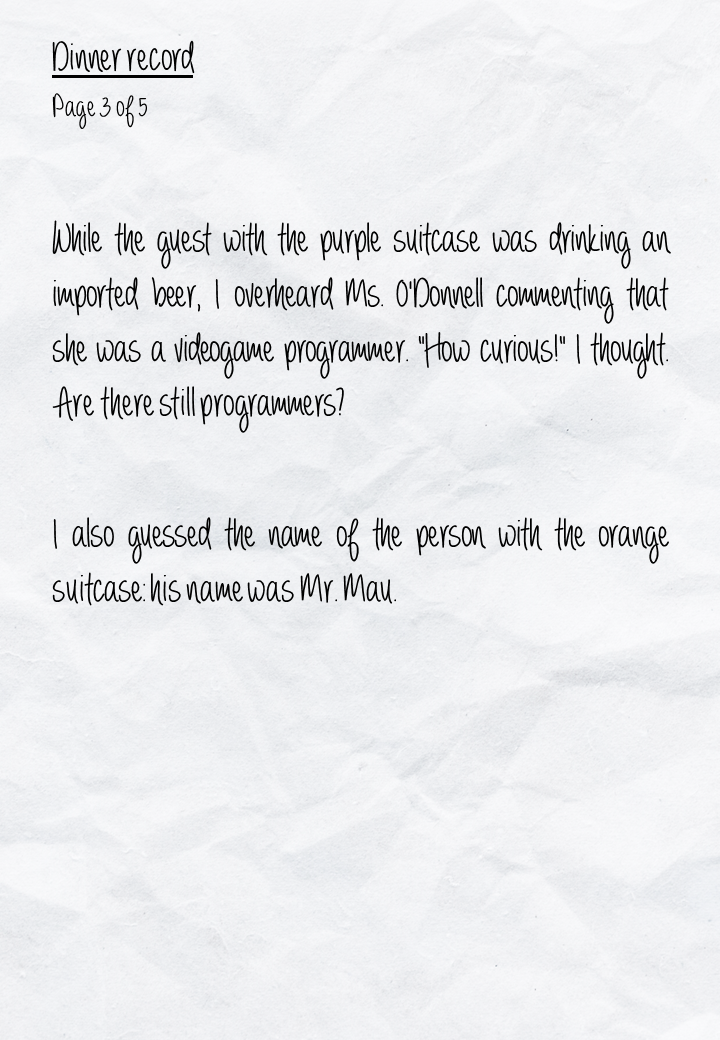 Dinner record
Page 3 of 5
While the guest with the purple suitcase was drinking an
imported beer, I overheard Ms. O'Donnell commenting that
she was a videogame programmer. "How curious!" I thought.
Are there still programmers?
I also guessed the name of the person with the orange
suitcase: his name was Mr. Mau.